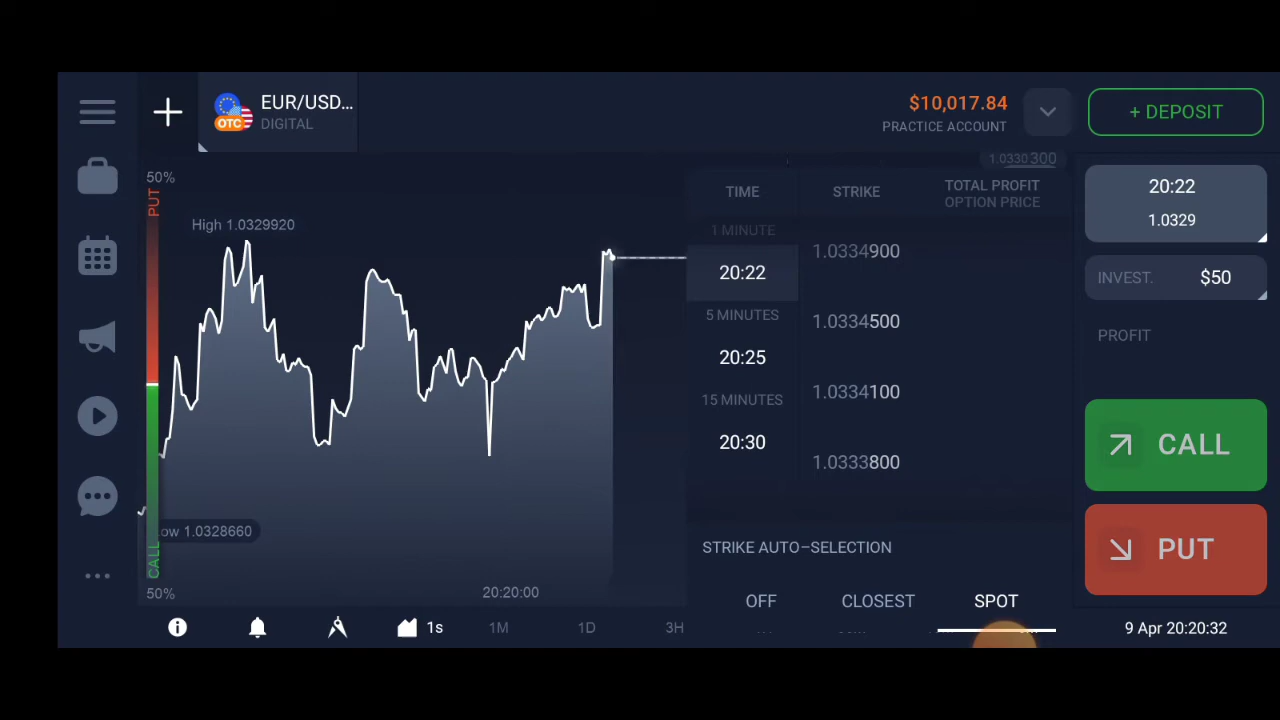 EUR/USD...
OTC
DIGITAL
$10,017.84
PRACTICE ACCOUNT
+ DEPOSIT
50%
PUT
High 1.0329920
ow 1.0328660
CALL
50%
20:20:00
1.0330300
TIME
STRIKE
TOTAL PROFIT
OPTION PRICE
1 MINUTE
20:22
1.0334900
5 MINUTES
1.0334500
20:25
15 MINUTES
1.0334100
20:30
1.0333800
STRIKE AUTO–SELECTION
OFF
CLOSEST
SPOT
20:22
1.0329
INVEST.
$50
PROFIT
CALL
PUT
1s
1M
1D
3H
9 Apr 20:20:32